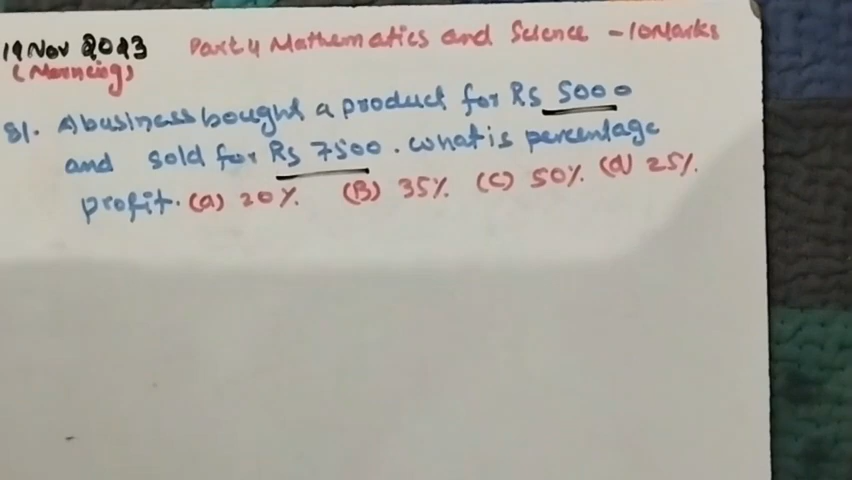 19 Nov 2023 Part 4 Mathematics and Science - 10 Marks
(Morning)
81. A business bought a product for Rs 5000
and sold for Rs 7500. what is percentage
profit. (a) 20% (B) 35% (C) 50% (d) 25%.